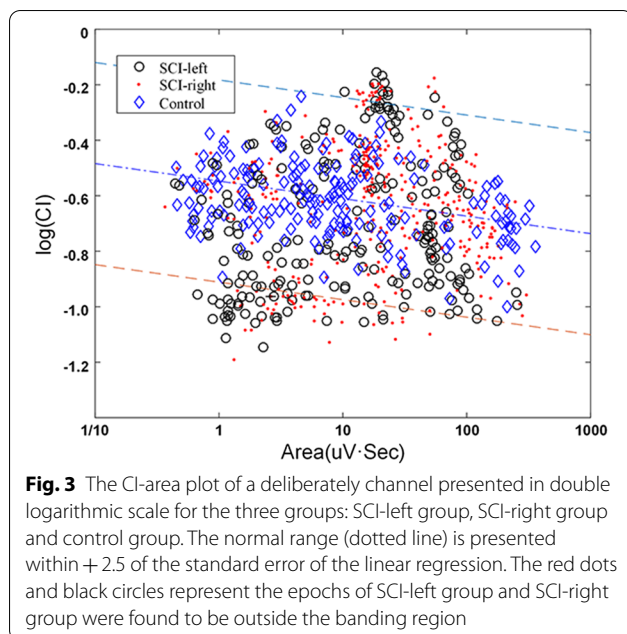 0
-0.2
-0.4
-0.6
-0.8
-1.0
-1.2
log(CI)
SCI-left
SCI-right
Control
1/10 1 10 100 1000
Area(uV·Sec)
Fig. 3 The CI-area plot of a deliberately channel presented in double
logarithmic scale for the three groups: SCI-left group, SCI-right group
and control group. The normal range (dotted line) is presented
within + 2.5 of the standard error of the linear regression. The red dots
and black circles represent the epochs of SCI-left group and SCI-right
group were found to be outside the banding region